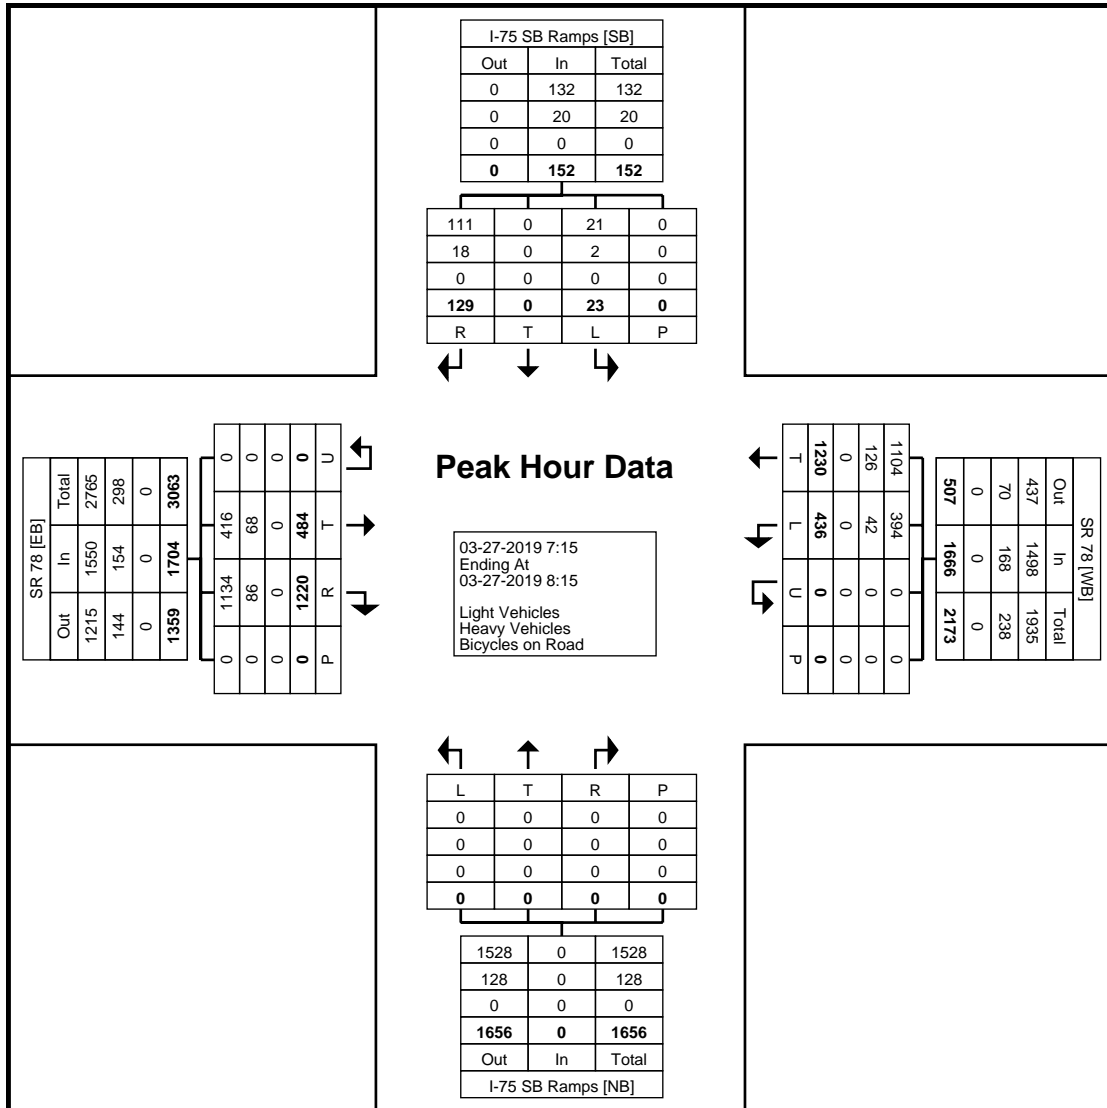 I-75 SB Ramps [SB]
Out In Total
0 132 132
0 20 20
0 0 0
0 152 152
111 0 21 0
18 0 2 0
0 0 0 0
129 0 23 0
R T L P
SR 78 [EB]
Out In Total
1215 1550 2765
144 154 298
0 0 0
1359 1704 3063
0 416 1134 0
0 68 86 0
0 0 0 0
0 484 1220 0
U T R P
Peak Hour Data
03-27-2019 7:15
Ending At
03-27-2019 8:15
Light Vehicles
Heavy Vehicles
Bicycles on Road
T L U P
1230 436 0 0
0 0 0 0
126 42 0 0
1104 394 0 0
507 1666 2173
0 0 0
70 168 238
437 1498 1935
Out In Total
SR 78 [WB]
L T R P
0 0 0 0
0 0 0 0
0 0 0 0
0 0 0 0
1528 0 1528
128 0 128
0 0 0
1656 0 1656
Out In Total
I-75 SB Ramps [NB]